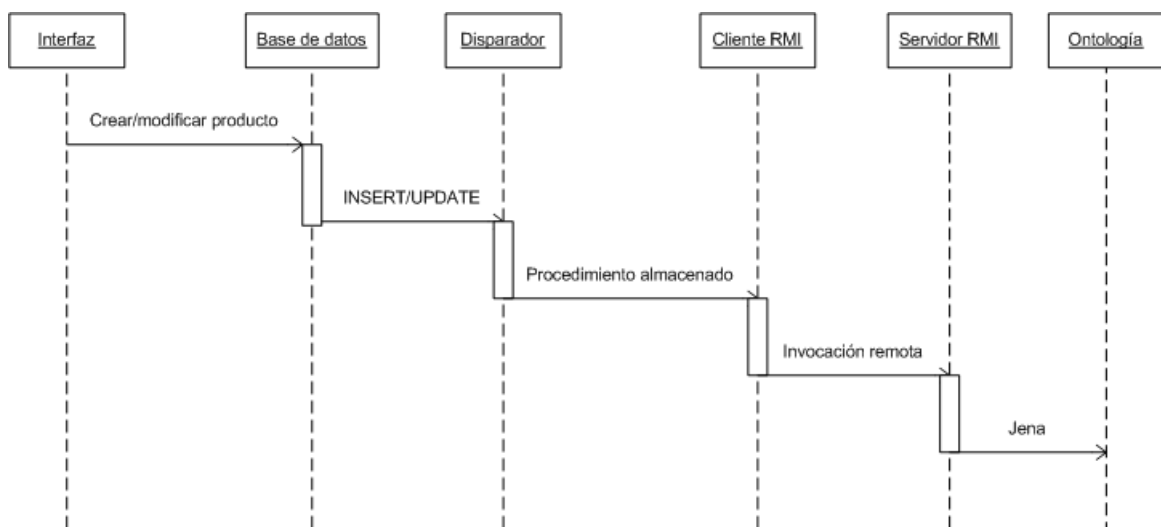 Interfaz
Base de datos
Disparador
Cliente RMI
Servidor RMI
Ontología
Crear/modificar producto
INSERT/UPDATE
Procedimiento almacenado
Invocación remota
Jena